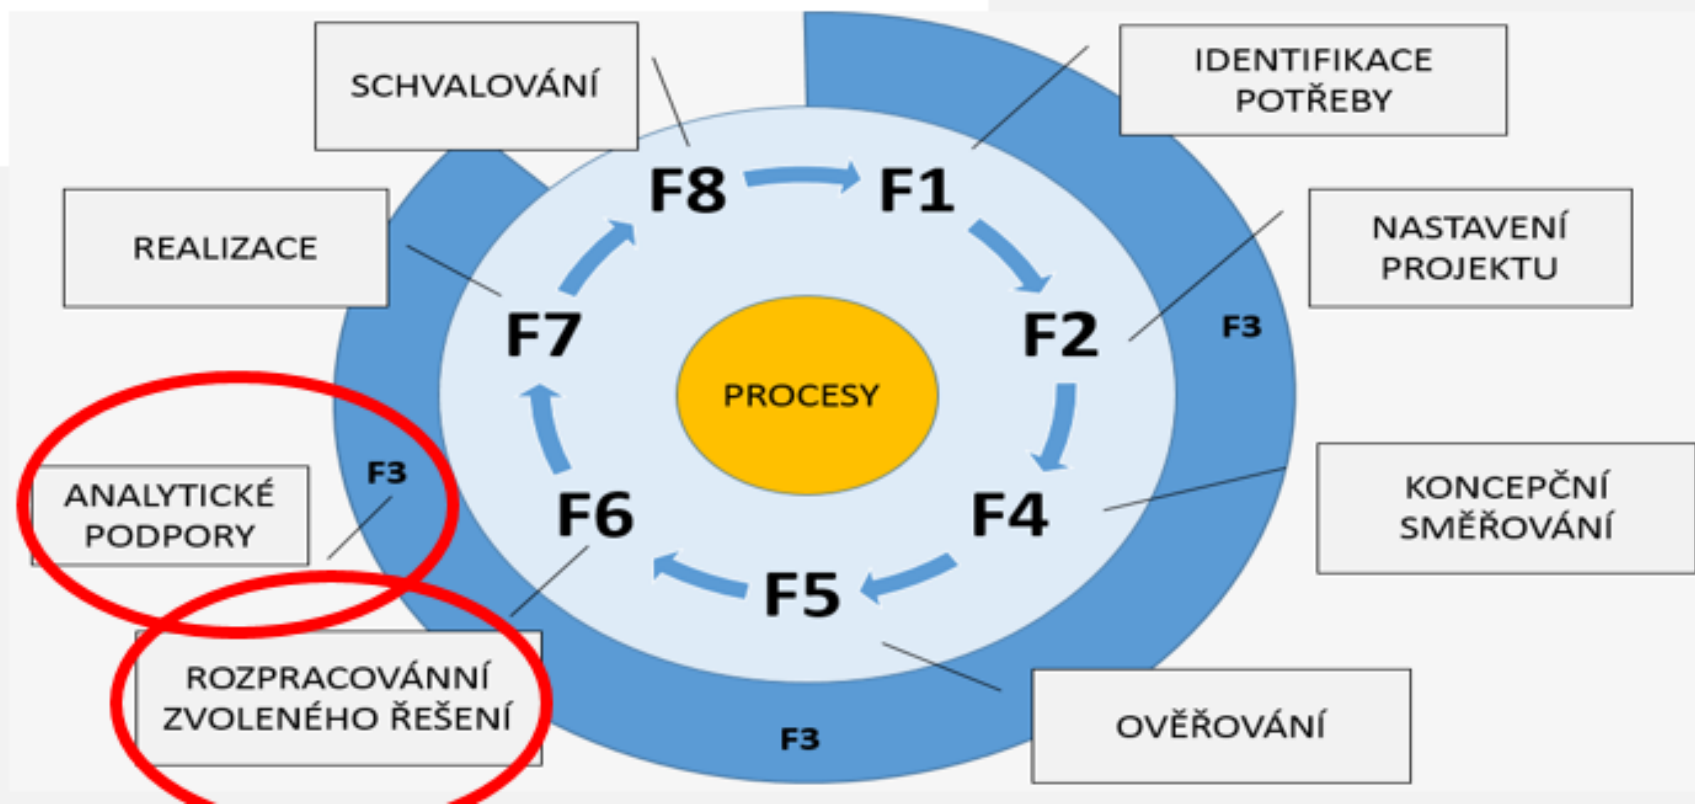 SCHVALOVÁNÍ
IDENTIFIKACE
POTŘEBY
F8
F1
REALIZACE
NASTAVENÍ
PROJEKTU
F7
F2
F3
PROCESY
F3
ANALYTICKÉ
PODPORY
F6
F4
KONCEPČNÍ
SMĚŘOVÁNÍ
F5
ROZPRACOVÁNNÍ
ZVOLENÉHO ŘEŠENÍ
F3
OVĚŘOVÁNÍ